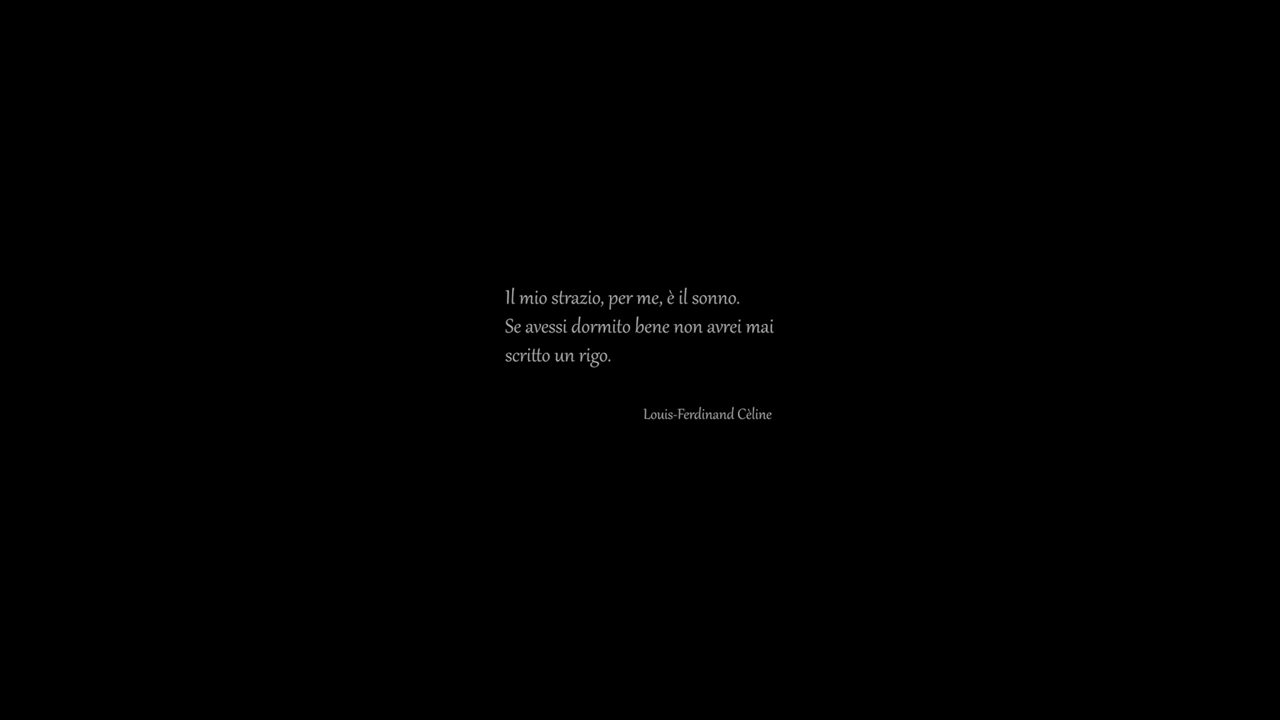 Il mio strazio, per me, è il sonno.
Se avessi dormito bene non avrei mai
scritto un rigo.
Louis-Ferdinand Cèline